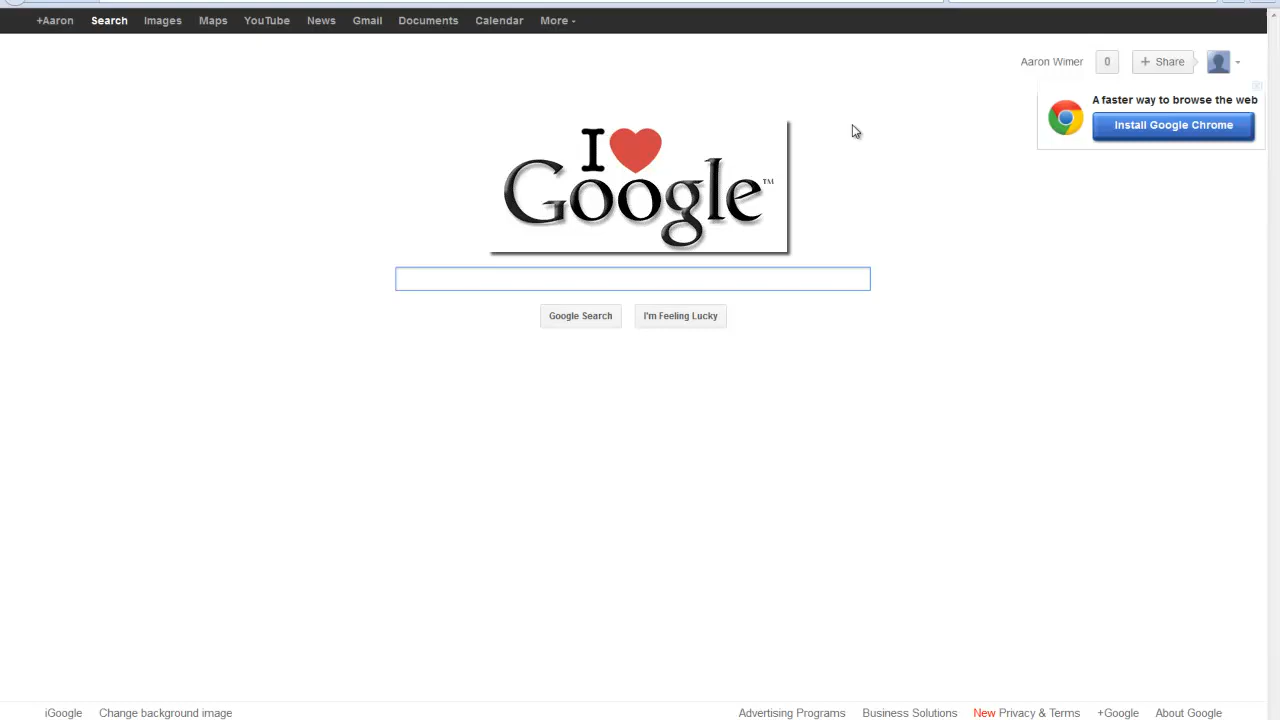 +Aaron Search Images Maps YouTube News Gmail Documents Calendar More
Aaron Wimer 0 + Share
A faster way to browse the web
Install Google Chrome
I
Google™
Google Search I'm Feeling Lucky
iGoogle Change background image Advertising Programs Business Solutions New Privacy & Terms +Google About Google